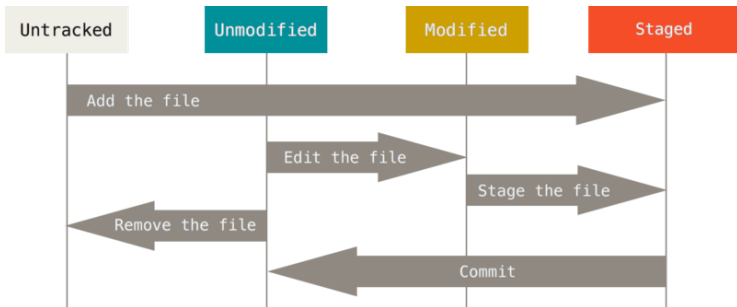 Untracked
Unmodified
Modified
Staged
Add the file
Edit the file
Stage the file
Remove the file
Commit